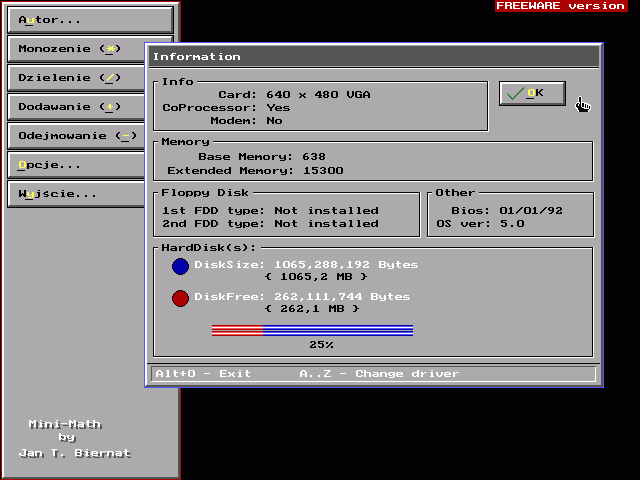 FREEWARE version
Autor...
Monozenie (*)
Dzielenie (/)
Dodawanie (+)
Odejmowanie (-)
Opcje...
Wyjście...
Information
Info
Card: 640 x 480 VGA
CoProcessor: Yes
Modem: No
OK
Memory
Base Memory: 638
Extended Memory: 15300
Floppy Disk
1st FDD type: Not installed
2nd FDD type: Not installed
Other
Bios: 01/01/92
OS ver: 5.0
HardDisk(s):
DiskSize: 1065,288,192 Bytes
{ 1065,2 MB }
DiskFree: 262,111,744 Bytes
{ 262,1 MB }
25%
Alt+O - Exit A..Z - Change driver
Mini-Math
by
Jan T. Biernat